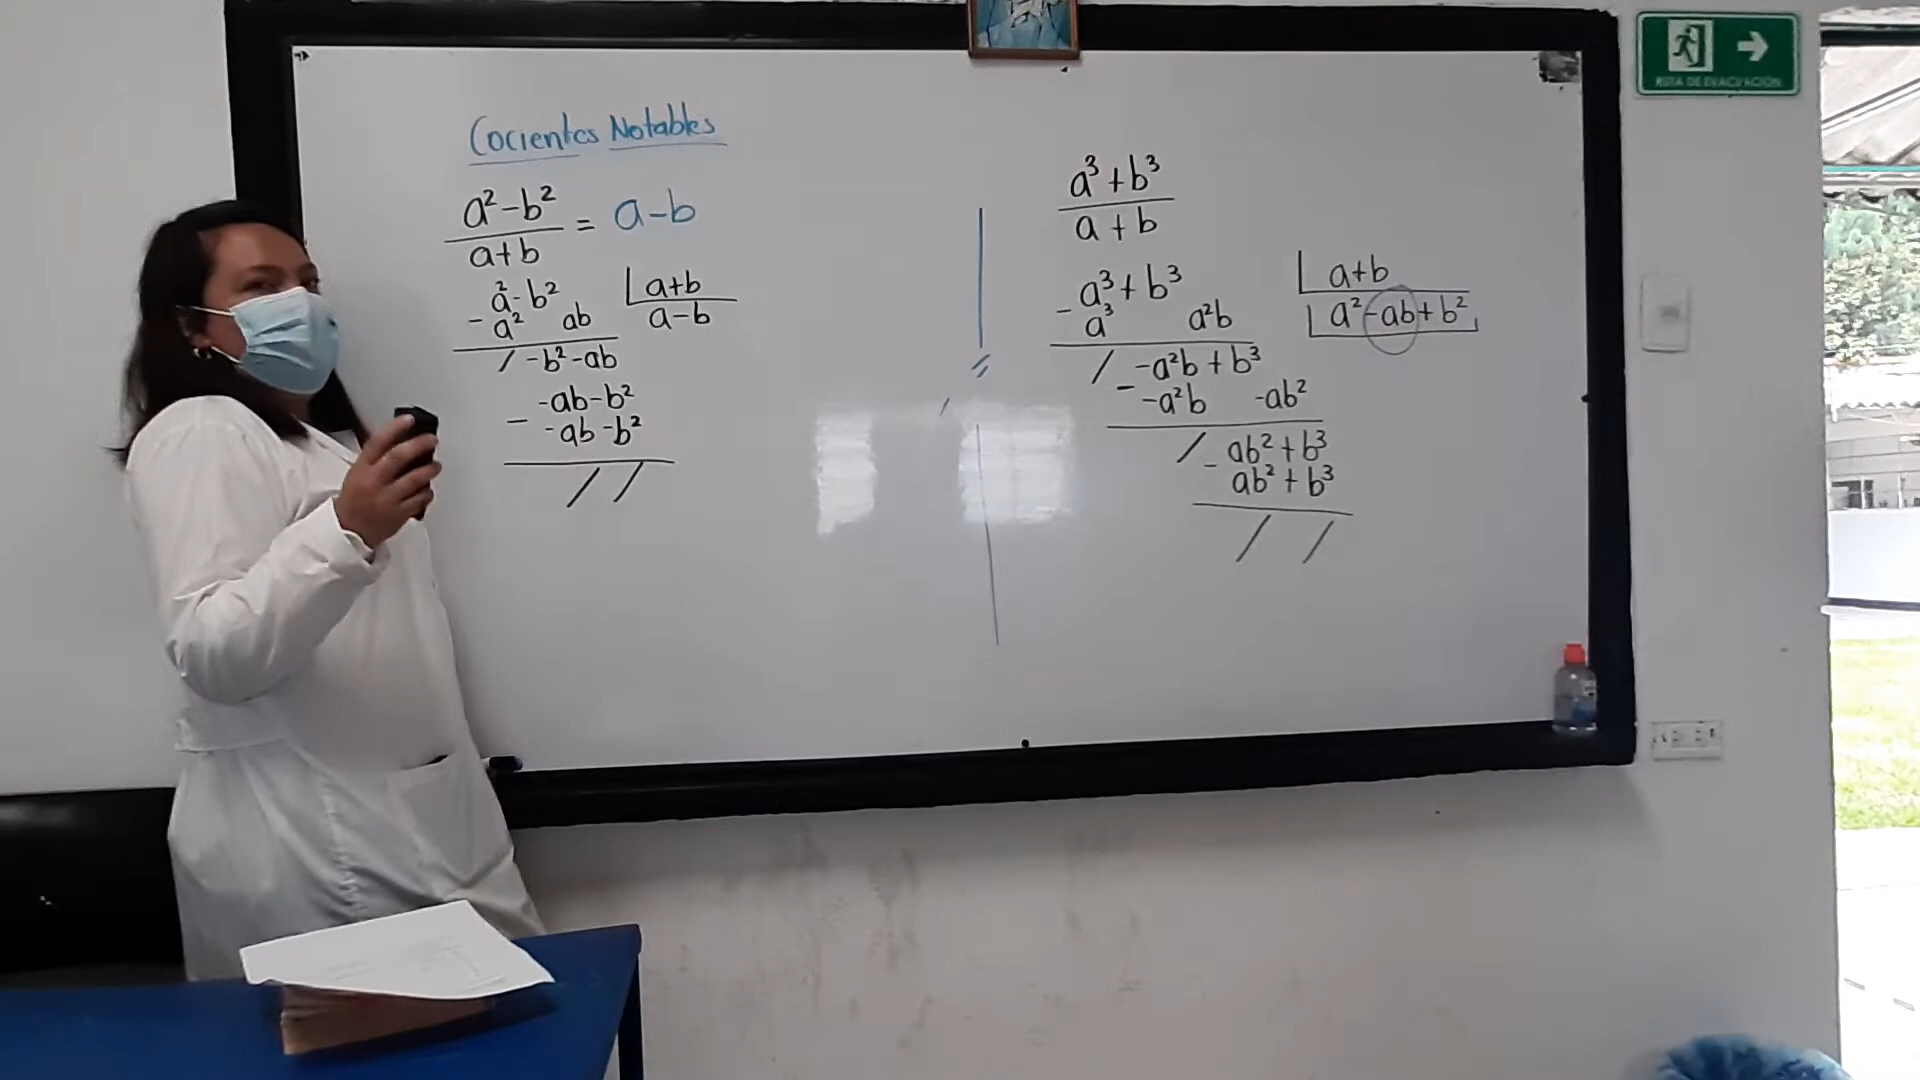 RUTA DE EVACUACIÓN
Cocientes Notables
a²-b²
a+b
= a-b
a²-b²
a+b
- a² ab
a-b
/ -b²-ab
-ab-b²
- -ab-b²
/ /
a³+b³
a+b
a³+b³
a+b
- a³ a²b
a²-ab+b²
/ -a²b+b³
- -a²b -ab²
/ ab²+b³
- ab²+b³
/ /